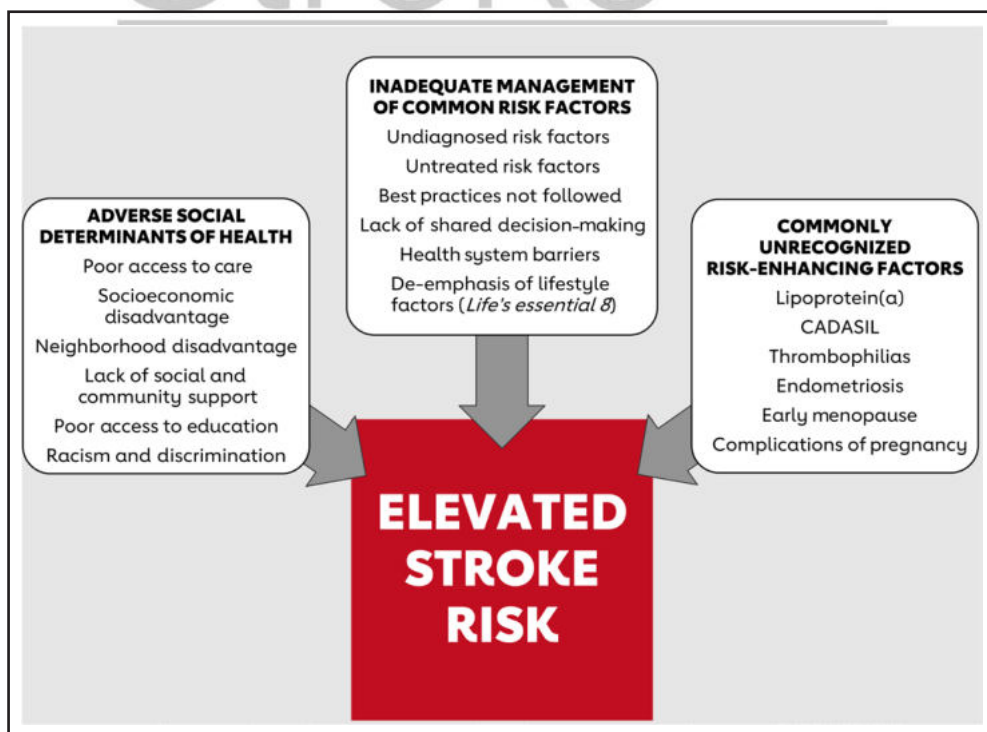 Stroke
INADEQUATE MANAGEMENT
OF COMMON RISK FACTORS
Undiagnosed risk factors
Untreated risk factors
Best practices not followed
Lack of shared decision-making
Health system barriers
De-emphasis of lifestyle
factors (Life's essential 8)
ADVERSE SOCIAL
DETERMINANTS OF HEALTH
Poor access to care
Socioeconomic
disadvantage
Neighborhood disadvantage
Lack of social and
community support
Poor access to education
Racism and discrimination
COMMONLY
UNRECOGNIZED
RISK-ENHANCING FACTORS
Lipoprotein(a)
CADASIL
Thrombophilias
Endometriosis
Early menopause
Complications of pregnancy
ELEVATED
STROKE
RISK